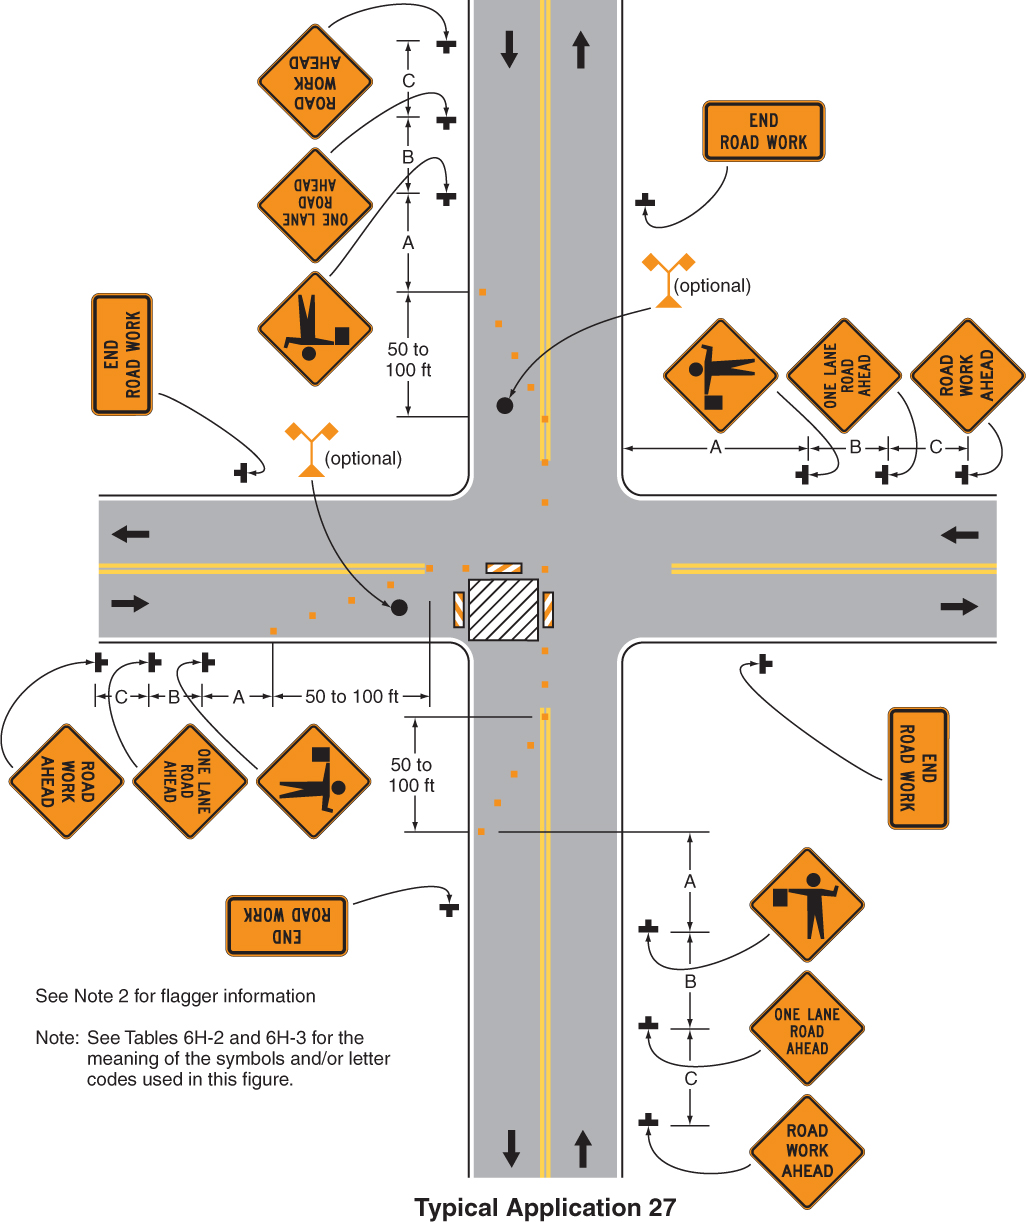 ROAD
WORK
AHEAD
C
ONE LANE
ROAD
AHEAD
B
A
50 to
100 ft
END
ROAD WORK
(optional)
END
ROAD WORK
(optional)
ONE LANE
ROAD
AHEAD
ROAD
WORK
AHEAD
A
B
C
C
B
A
50 to 100 ft
ROAD
WORK
AHEAD
ONE LANE
ROAD
AHEAD
50 to
100 ft
END
ROAD WORK
END
ROAD WORK
A
B
ONE LANE
ROAD
AHEAD
C
ROAD
WORK
AHEAD
See Note 2 for flagger information
Note: See Tables 6H-2 and 6H-3 for the
meaning of the symbols and/or letter
codes used in this figure.
Typical Application 27